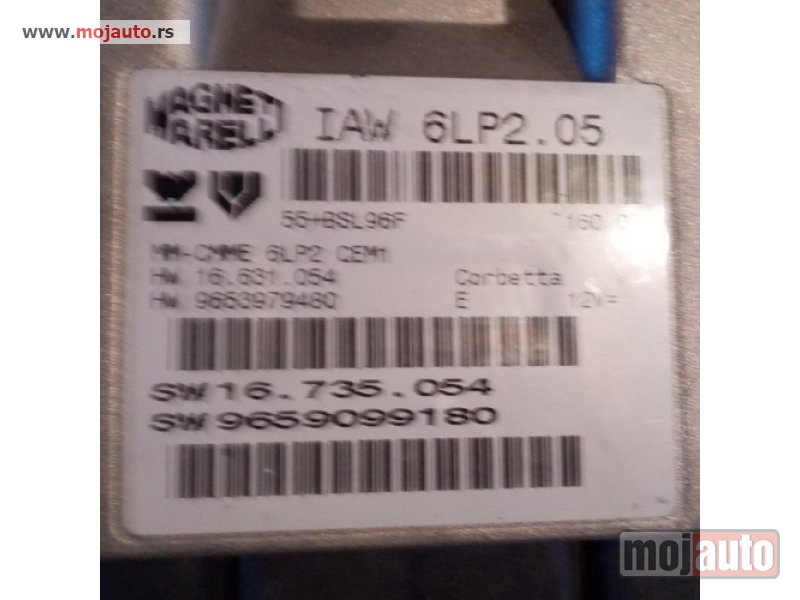 www.mojauto.rs
MAGNETI
MARELLI
IAW 6LP2.05
55+BSL96F
MM-CMME 6LP2 CEM1
HW 16.631.054 Corbetta
HW 9653979480 E 12V=
SW 16.735.054
SW 9659099180
mojauto